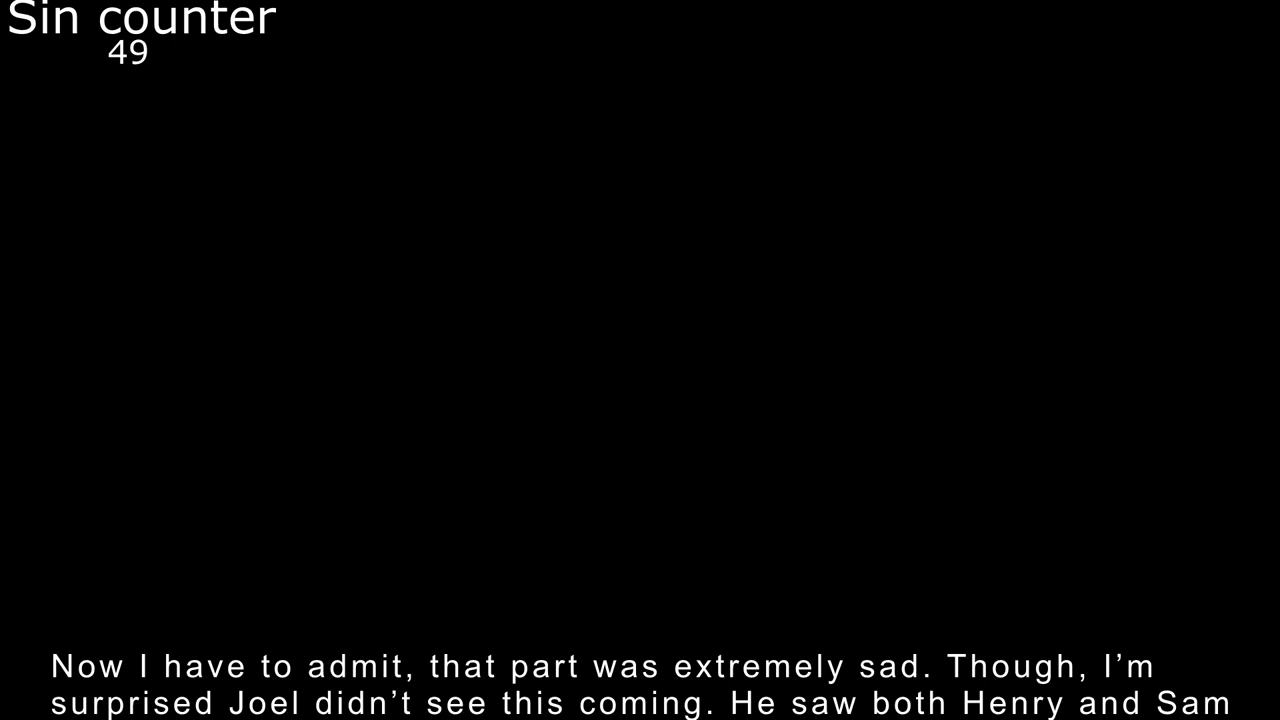 Sin counter
49
Now I have to admit, that part was extremely sad. Though, I’m
surprised Joel didn’t see this coming. He saw both Henry and Sam